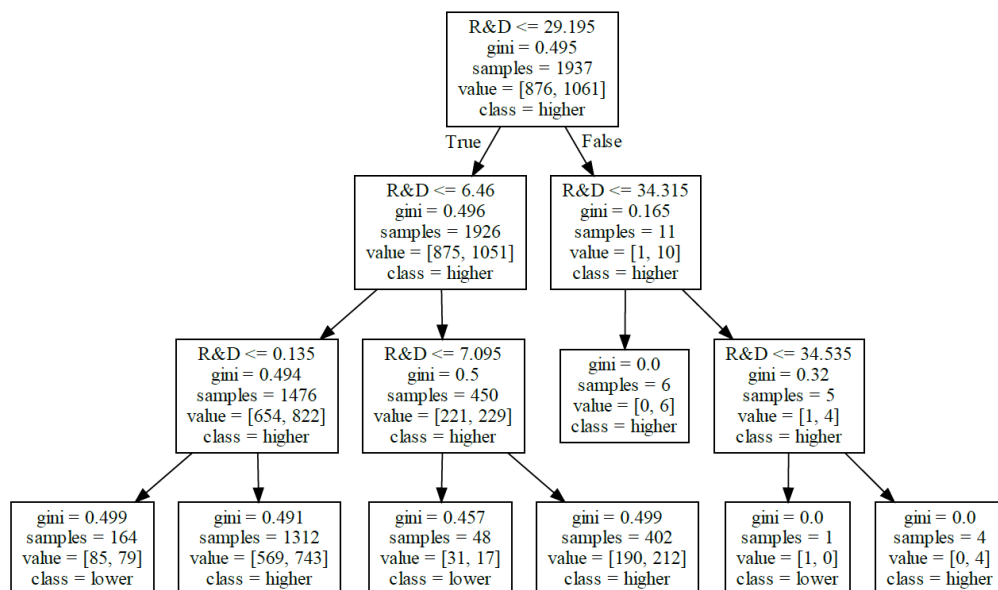 R&D <= 29.195
gini = 0.495
samples = 1937
value = [876, 1061]
class = higher
True
False
R&D <= 6.46
gini = 0.496
samples = 1926
value = [875, 1051]
class = higher
R&D <= 34.315
gini = 0.165
samples = 11
value = [1, 10]
class = higher
R&D <= 0.135
gini = 0.494
samples = 1476
value = [654, 822]
class = higher
R&D <= 7.095
gini = 0.5
samples = 450
value = [221, 229]
class = higher
gini = 0.0
samples = 6
value = [0, 6]
class = higher
R&D <= 34.535
gini = 0.32
samples = 5
value = [1, 4]
class = higher
gini = 0.499
samples = 164
value = [85, 79]
class = lower
gini = 0.491
samples = 1312
value = [569, 743]
class = higher
gini = 0.457
samples = 48
value = [31, 17]
class = lower
gini = 0.499
samples = 402
value = [190, 212]
class = higher
gini = 0.0
samples = 1
value = [1, 0]
class = lower
gini = 0.0
samples = 4
value = [0, 4]
class = higher